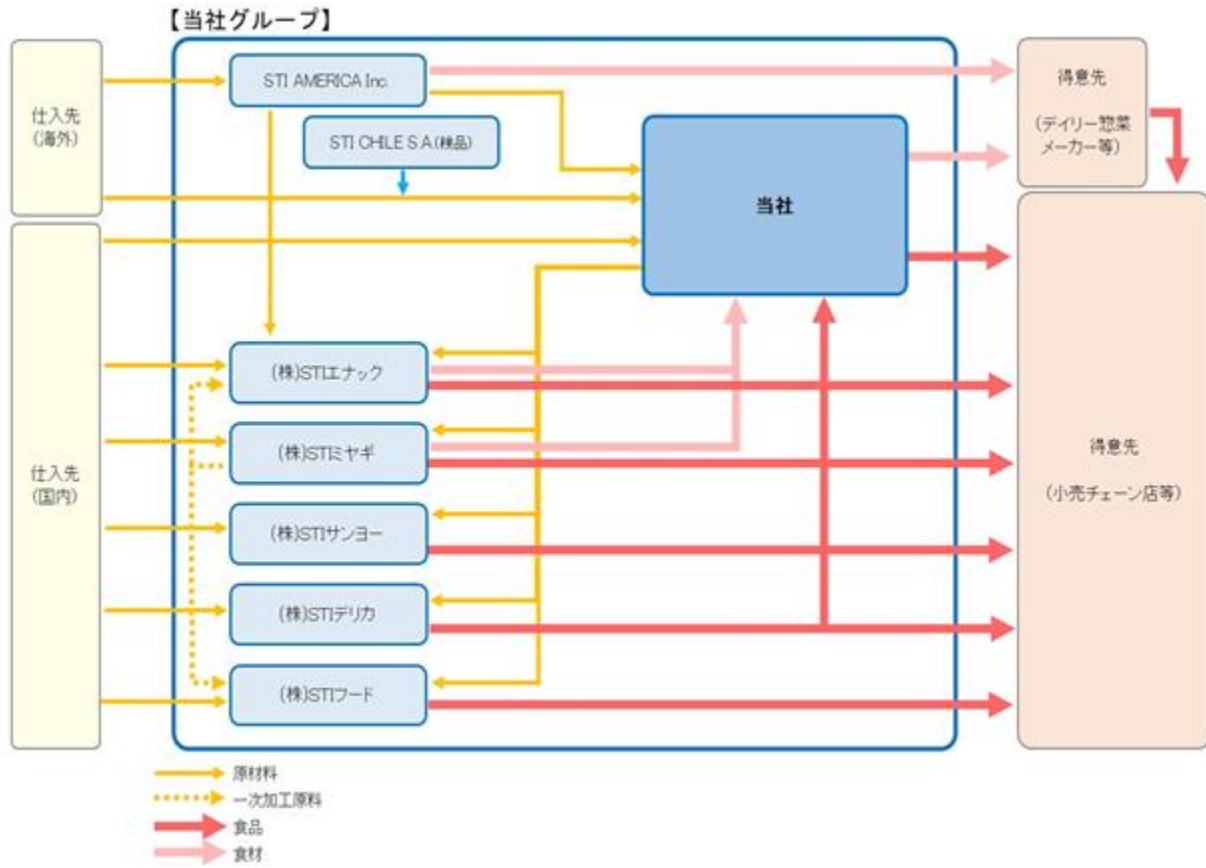 【当社グループ】
仕入先
(海外)
STI AMERICA Inc.
STI CHILE S A(検品)
当社
得意先
(デイリー惣菜
メーカー等)
仕入先
(国内)
(株)STIエナック
(株)STIミヤギ
(株)STIサンヨー
(株)STIデリカ
(株)STIフード
得意先
(小売チェーン店等)
原材料
一次加工原料
食品
食材